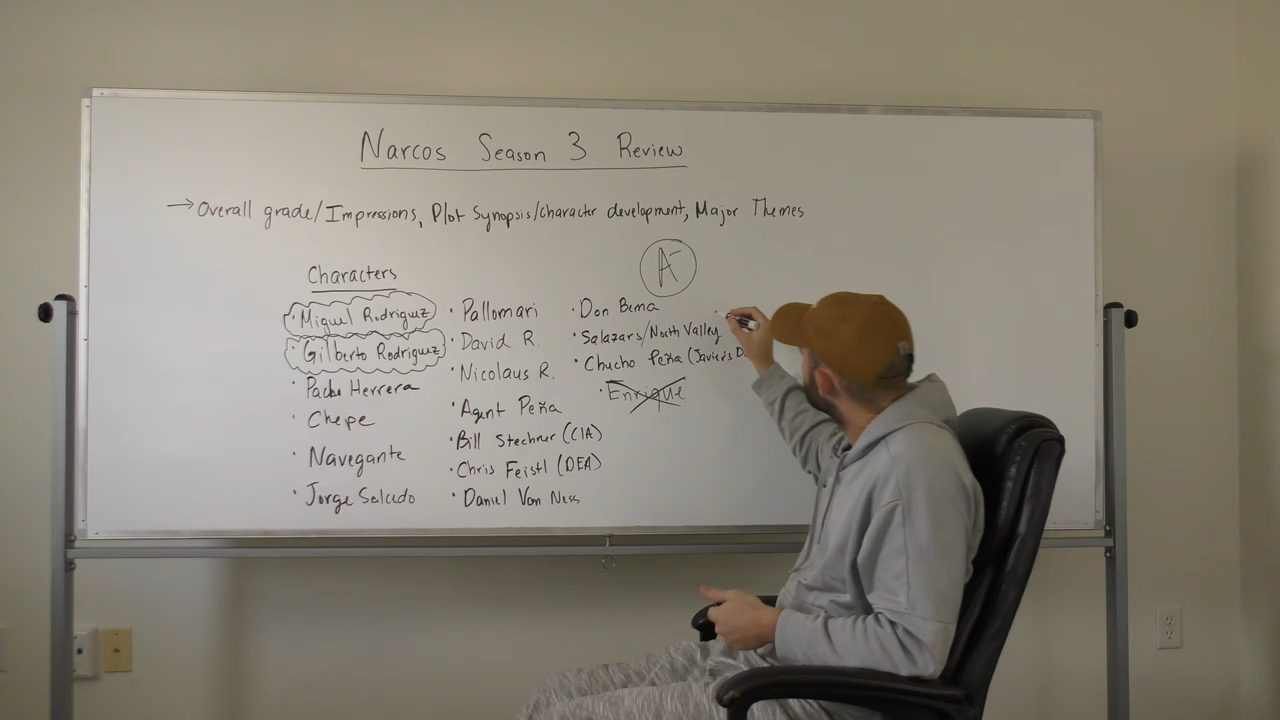 Narcos Season 3 Review
→ Overall grade/Impressions, Plot Synopsis/character development, Major Themes
A-
Characters
· Miguel Rodriguez
· Gilberto Rodriguez
· Pacho Herrera
· Chepe
· Navegante
· Jorge Salcedo
· Pallomari
· David R.
· Nicolaus R.
· Agent Peña
· Bill Stechner (CIA)
· Chris Feistl (DEA)
· Daniel Van Ness
· Don Berna
· Salazars/North Valley
· Chucho Peña (Javier's
· Enrique